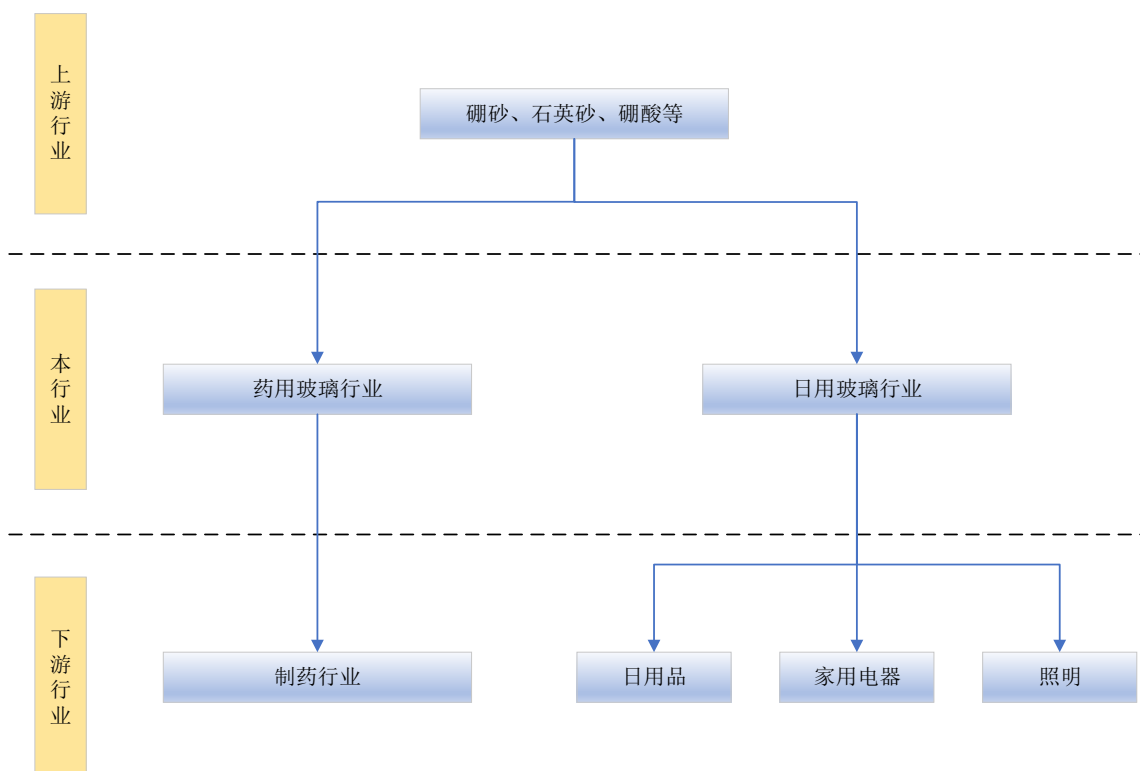 上游行业
硼砂、石英砂、硼酸等
本行业
药用玻璃行业
日用玻璃行业
下游行业
制药行业
日用品
家用电器
照明